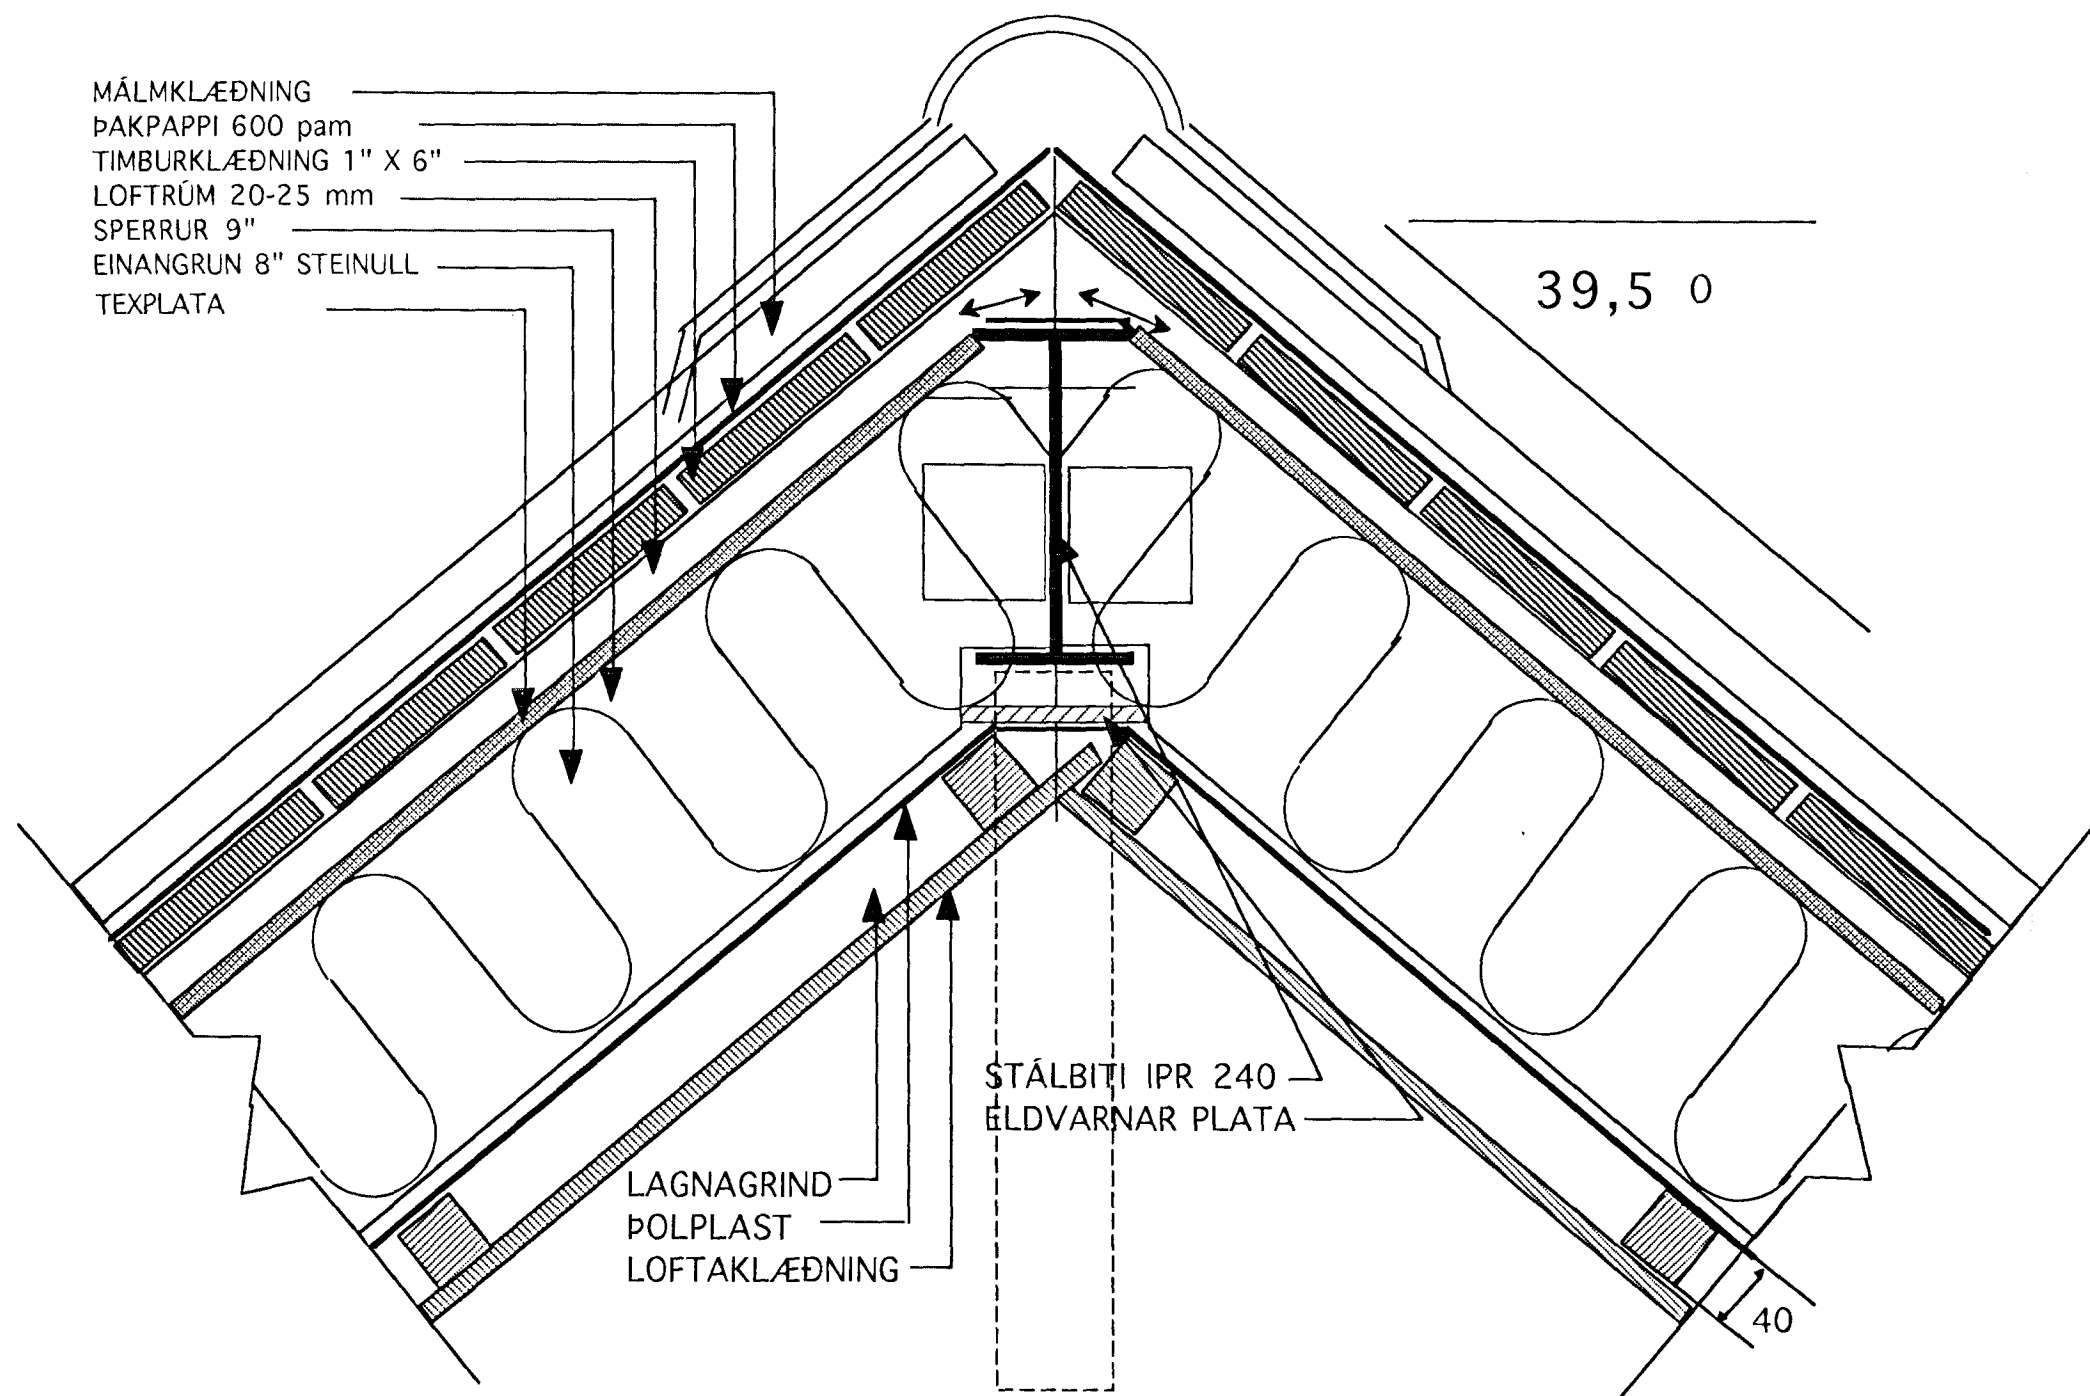 MÁLMKLÆÐNING
ÞAKPAPPI 600 pam
TIMBURKLÆÐNING 1" X 6"
LOFTRÚM 20-25 mm
SPERRUR 9"
EINANGRUN 8" STEINULL
TEXPLATA
39,5 0
STÁLBITI IPR 240
ELDVARNAR PLATA
LAGNAGRIND
ÞOLPLAST
LOFTAKLÆÐNING
40